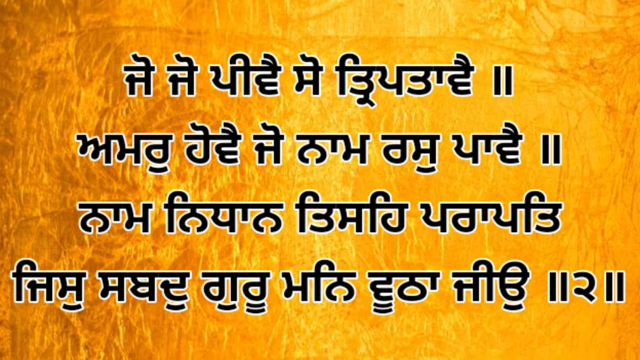 ਜੋ ਜੋ ਪੀਵੈ ਸੋ ਤ੍ਰਿਪਤਾਵੈ ॥
ਅਮਰੁ ਹੋਵੈ ਜੋ ਨਾਮ ਰਸੁ ਪਾਵੈ ॥
ਨਾਮ ਨਿਧਾਨ ਤਿਸਹਿ ਪਰਾਪਤਿ
ਜਿਸੁ ਸਬਦੁ ਗੁਰੂ ਮਨਿ ਵੂਠਾ ਜੀਉ ॥੨॥